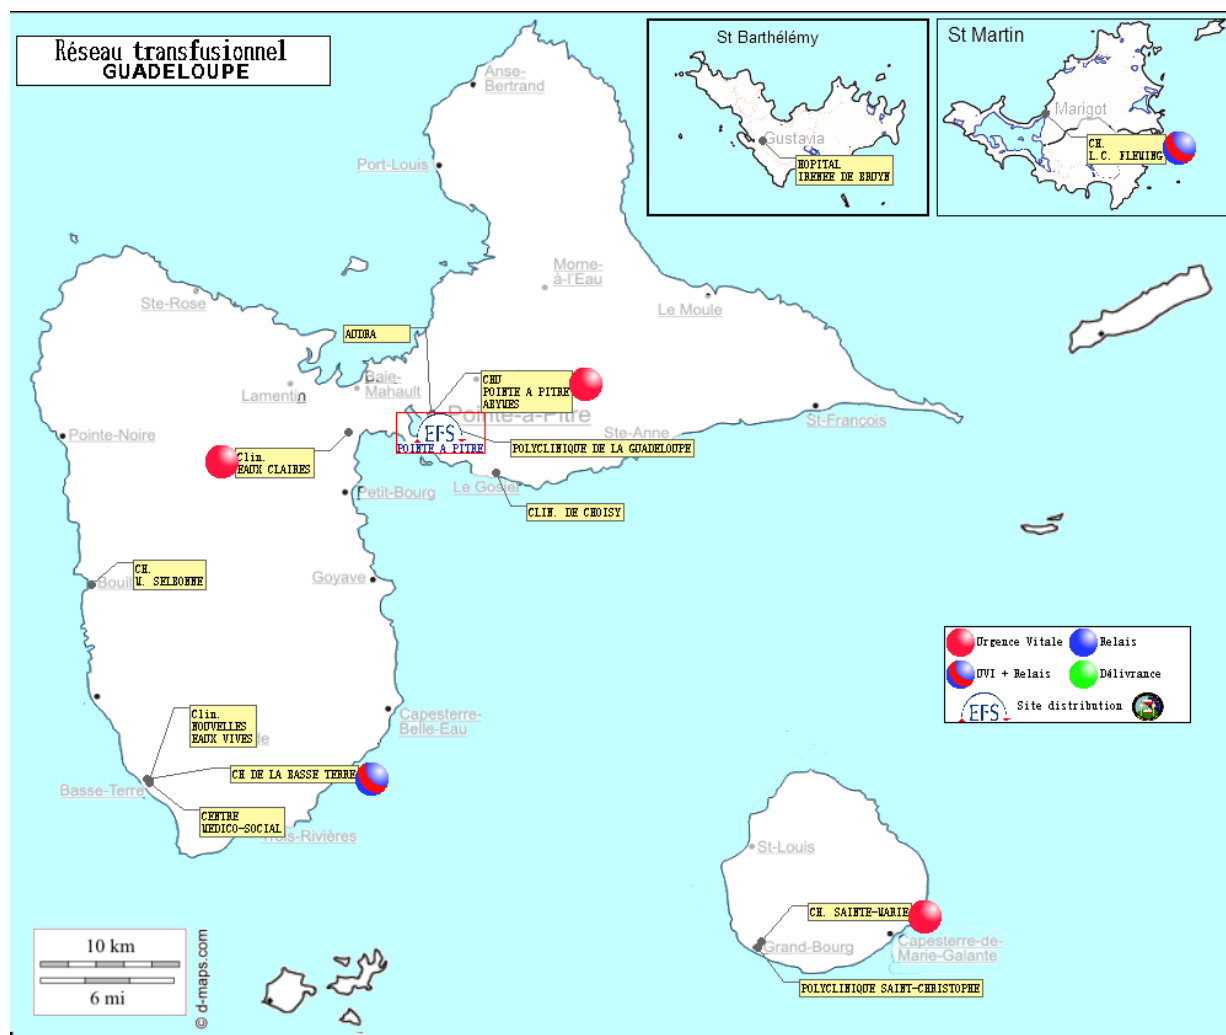 Réseau transfusionnel
GUADELOUPE
St Barthélémy
Gustavia
HOPITAL
IRENEE DE BRUYN
St Martin
Marigot
CH.
L.C. FLEMING
Anse-
Bertrand
Port-Louis
Morne-
à-l'Eau
Le Moule
Ste-Rose
AUDRA
Lamentin
Baie-
Mahault
CHU
POINTE A PITRE
ABYMES
Pointe-à-Pitre
EFS
POINTE A PITRE
POLYCLINIQUE DE LA GUADELOUPE
Ste-Anne
St-François
Pointe-Noire
Clin.
EAUX CLAIRES
Petit-Bourg
Le Gosier
CLIN. DE CHOISY
CH.
M. SELBONNE
Goyave
Clin.
NOUVELLES
EAUX VIVES
Capesterre-
Belle-Eau
CH DE LA BASSE TERRE
Basse-Terre
CENTRE
MEDICO-SOCIAL
Trois-Rivières
Urgence Vitale
Relais
UVI + Relais
Délivrance
EFS
Site distribution
St-Louis
CH. SAINTE-MARIE
Grand-Bourg
Capesterre-de-
Marie-Galante
POLYCLINIQUE SAINT-CHRISTOPHE
10 km
6 mi
© d-maps.com